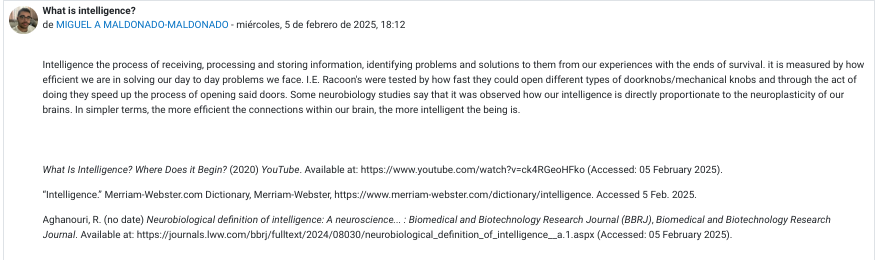 What is intelligence?
de MIGUEL A MALDONADO-MALDONADO - miércoles, 5 de febrero de 2025, 18:12
Intelligence the process of receiving, processing and storing information, identifying problems and solutions to them from our experiences with the ends of survival. it is measured by how
efficient we are in solving our day to day problems we face. I.E. Racoon's were tested by how fast they could open different types of doorknobs/mechanical knobs and through the act of
doing they speed up the process of opening said doors. Some neurobiology studies say that it was observed how our intelligence is directly proportionate to the neuroplasticity of our
brains. In simpler terms, the more efficient the connections within our brain, the more intelligent the being is.
What Is Intelligence? Where Does it Begin? (2020) YouTube. Available at: https://www.youtube.com/watch?v=ck4RGeoHFko (Accessed: 05 February 2025).
“Intelligence.” Merriam-Webster.com Dictionary, Merriam-Webster, https://www.merriam-webster.com/dictionary/intelligence. Accessed 5 Feb. 2025.
Aghanouri, R. (no date) Neurobiological definition of intelligence: A neuroscience... : Biomedical and Biotechnology Research Journal (BBRJ), Biomedical and Biotechnology Research
Journal. Available at: https://journals.lww.com/bbrj/fulltext/2024/08030/neurobiological_definition_of_intelligence__a.1.aspx (Accessed: 05 February 2025).